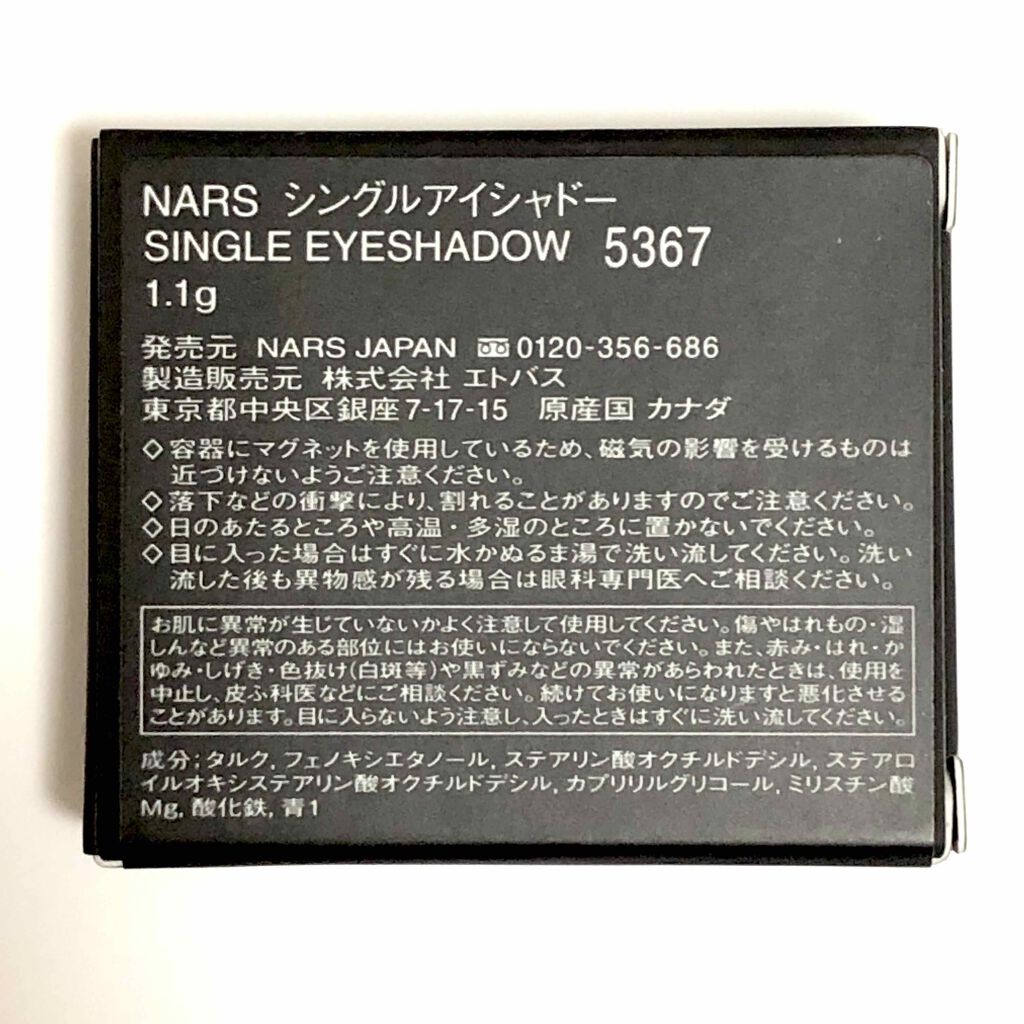 NARS シングルアイシャドー
SINGLE EYESHADOW 5367
1.1g
発売元 NARS JAPAN 0120-356-686
製造販売元 株式会社 エトバス
東京都中央区銀座7-17-15 原産国 カナダ
◇容器にマグネットを使用しているため、磁気の影響を受けるものは
近づけないようご注意ください。
◇落下などの衝撃により、割れることがありますのでご注意ください。
◇日のあたるところや高温・多湿のところに置かないでください。
◇目に入った場合はすぐに水かぬるま湯で洗い流してください。洗い
流した後も異物感が残る場合は眼科専門医へご相談ください。
お肌に異常が生じていないかよく注意して使用してください。傷やはれもの・湿
しんなど異常のある部位にはお使いにならないでください。また、赤み・はれ・か
ゆみ・しげき・色抜け(白斑等)や黒ずみなどの異常があらわれたときは、使用を
中止し、皮ふ科医などにご相談ください。続けてお使いになりますと悪化させる
ことがあります。目に入らないよう注意し、入ったときはすぐに洗い流してください。
成分;タルク, フェノキシエタノール, ステアリン酸オクチルドデシル, ステアロ
イルオキシステアリン酸オクチルドデシル, カプリリルグリコール, ミリスチン酸
Mg, 酸化鉄, 青1